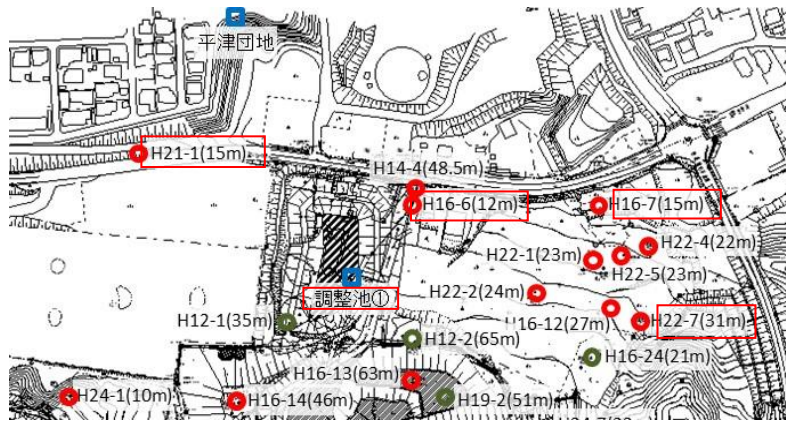 平津団地
H21-1(15m)
H14-4(48.5m)
H16-6(12m)
H16-7(15m)
H22-4(22m)
H22-1(23m)
H22-5(23m)
調整池①
H22-2(24m)
H12-1(35m)
H16-12(27m)
H22-7(31m)
H12-2(65m)
H16-24(21m)
H16-13(63m)
H24-1(10m)
H16-14(46m)
H19-2(51m)